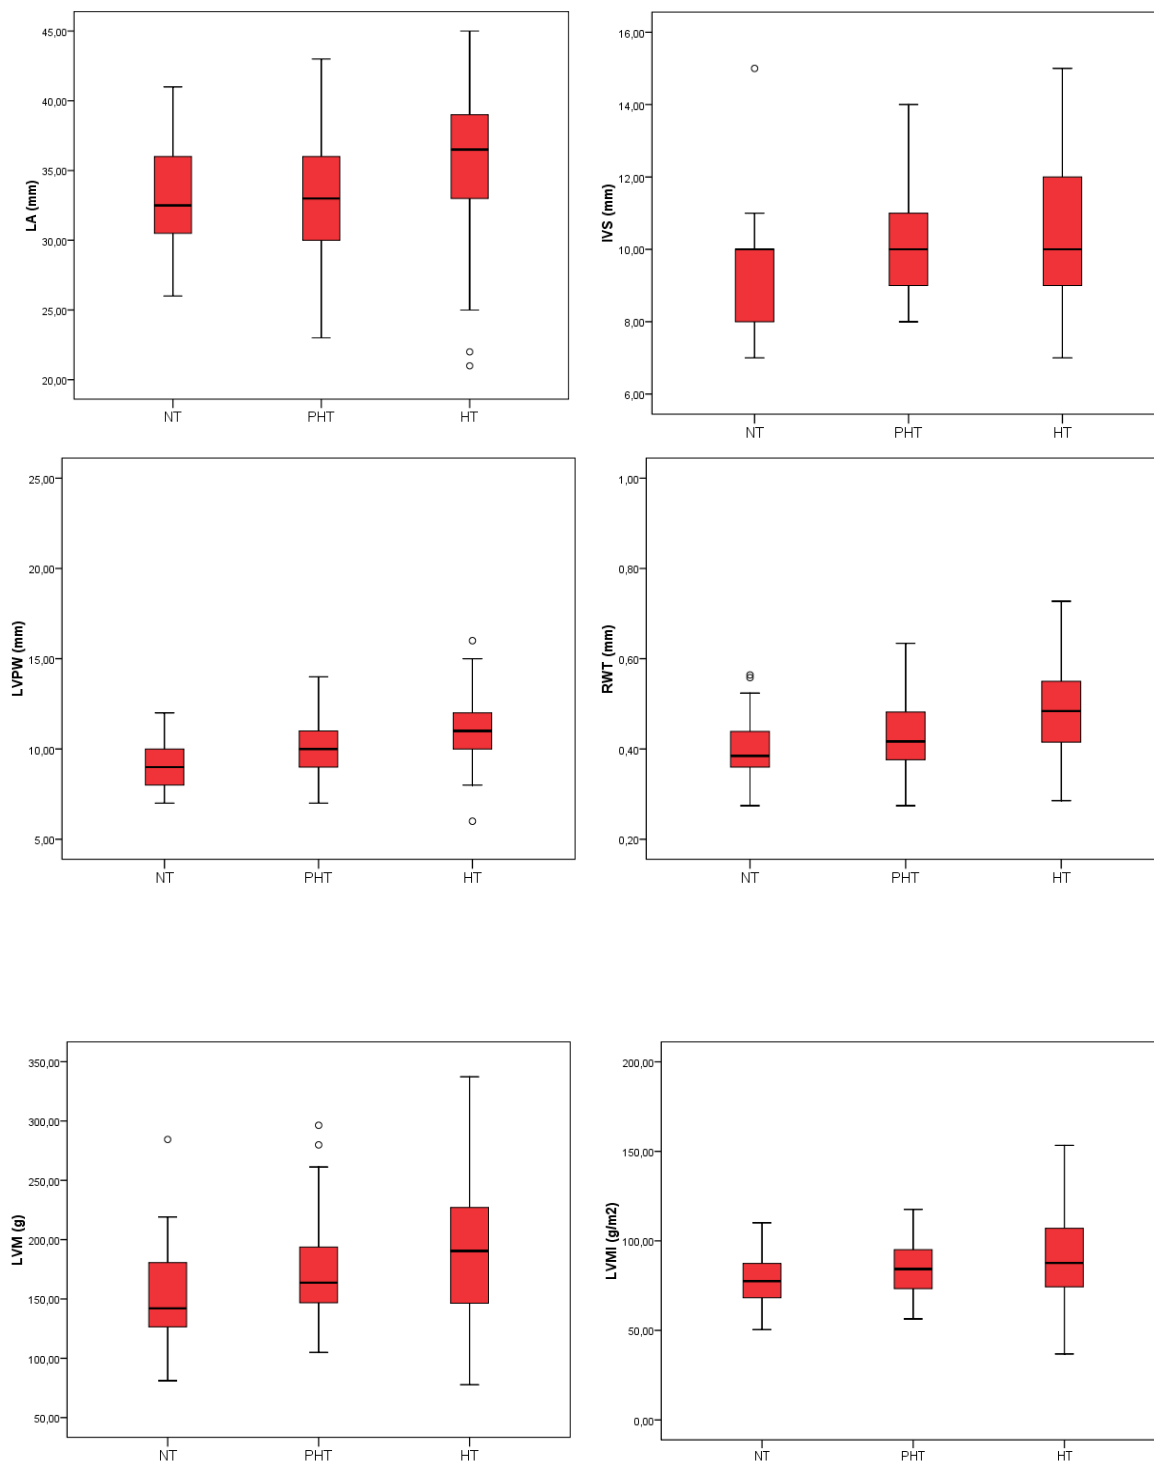 LA (mm)
45,00
40,00
35,00
30,00
25,00
20,00
NT PHT HT
IVS (mm)
16,00
14,00
12,00
10,00
8,00
6,00
NT PHT HT
LVPW (mm)
25,00
20,00
15,00
10,00
5,00
NT PHT HT
RWT (mm)
1,00
0,80
0,60
0,40
0,20
NT PHT HT
LVM (g)
350,00
300,00
250,00
200,00
150,00
100,00
50,00
NT PHT HT
LVMI (g/m2)
200,00
150,00
100,00
50,00
0,00
NT PHT HT